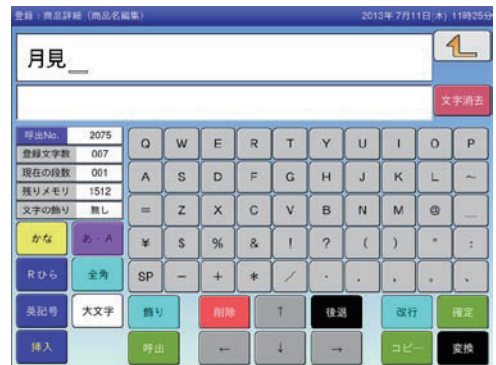 登録：商品詳細（商品名編集） 2013年 7月11日(木) 11時25分
月見
文字消去
呼出No. 2075
登録文字数 007
現在の段数 001
残りメモリ 1512
文字の飾り 無し
Q W E R T Y U I O P
A S D F G H J K L ~
= Z X C V B N M @ _
かな あ・A ¥ $ % & ! ? ( ) " :
Rひら 全角 SP - + * / · . , 。 、
英記号 大文字 飾り 削除 ↑ 後退 改行 確定
挿入 呼出 ← ↓ → コピー 変換